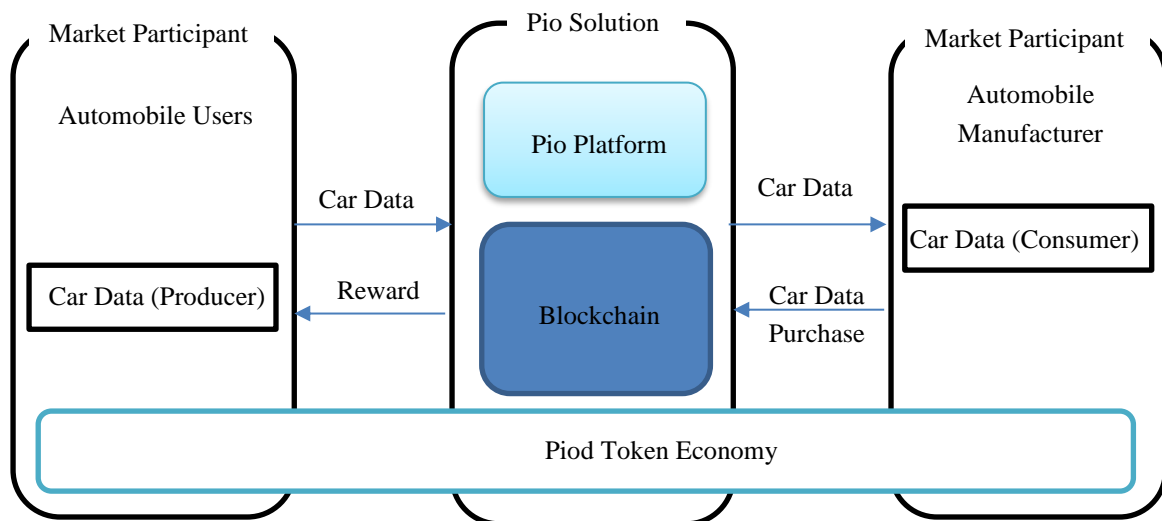 Market Participant
Automobile Users
Car Data (Producer)
Car Data
Reward
Pio Solution
Pio Platform
Blockchain
Car Data
Car Data
Purchase
Market Participant
Automobile
Manufacturer
Car Data (Consumer)
Piod Token Economy